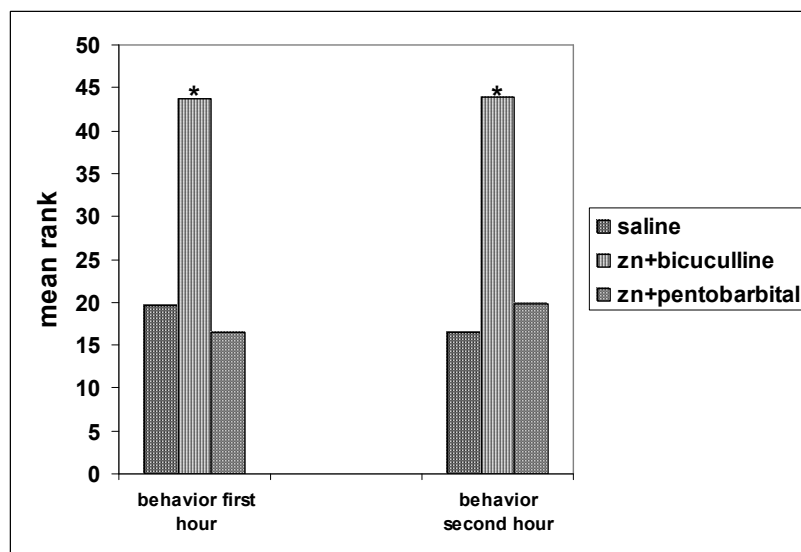 mean rank
50
45
40
35
30
25
20
15
10
5
0
*
*
behavior first
hour
behavior
second hour
saline
zn+bicuculline
zn+pentobarbital